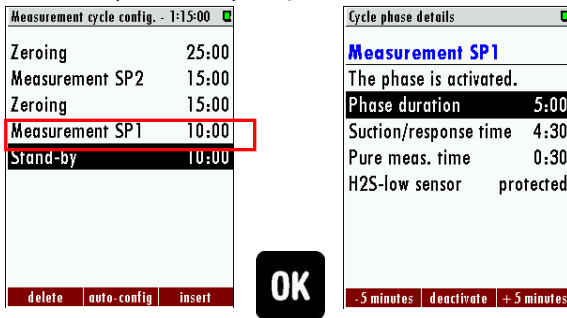 Measurement cycle config. - 1:15:00
Zeroing 25:00
Measurement SP2 15:00
Zeroing 15:00
Measurement SP1 10:00
Stand-by 10:00
delete auto-config insert
OK
Cycle phase details
Measurement SP1
The phase is activated.
Phase duration 5:00
Suction/response time 4:30
Pure meas. time 0:30
H2S-low sensor protected
-5 minutes deactivate +5 minutes